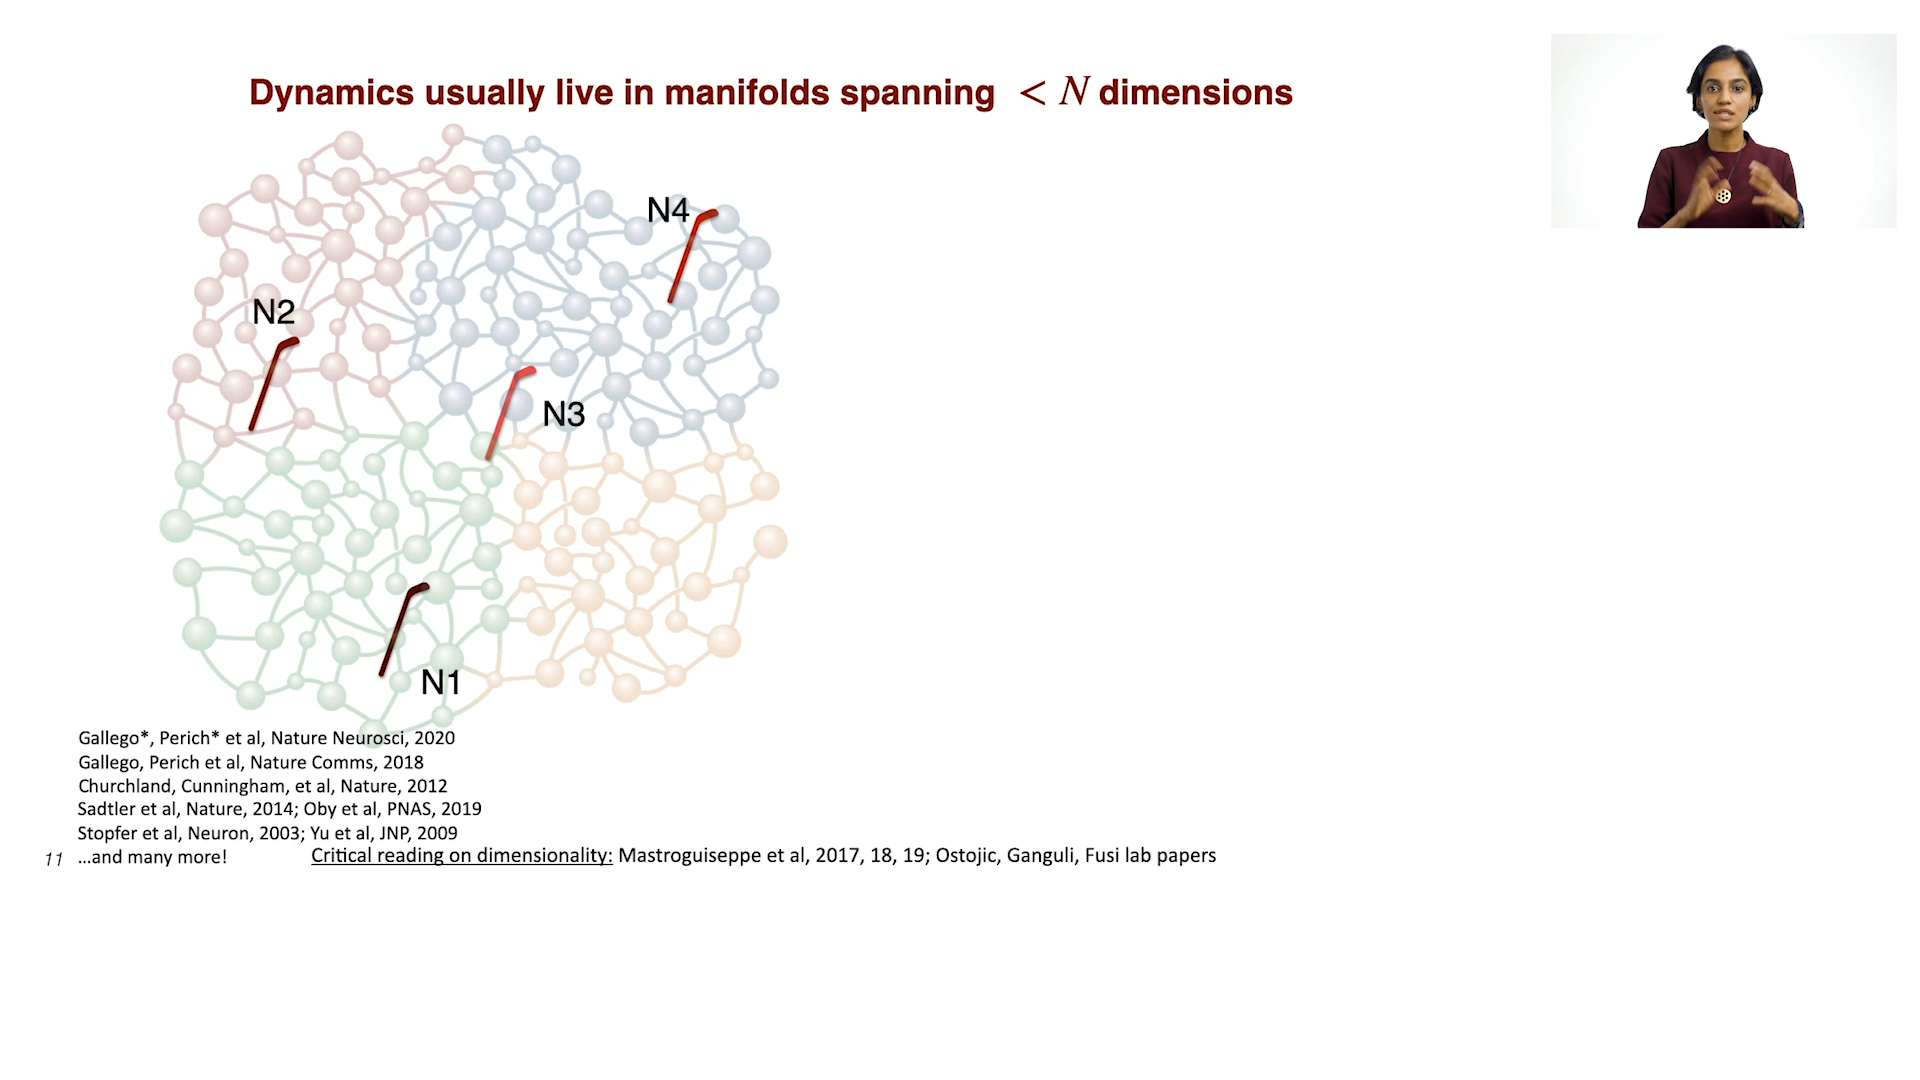 Dynamics usually live in manifolds spanning < N dimensions
N4
N2
N3
N1
Gallego*, Perich* et al, Nature Neurosci, 2020
Gallego, Perich et al, Nature Comms, 2018
Churchland, Cunningham, et al, Nature, 2012
Sadtler et al, Nature, 2014; Oby et al, PNAS, 2019
Stopfer et al, Neuron, 2003; Yu et al, JNP, 2009
11 ...and many more! Critical reading on dimensionality: Mastroguiseppe et al, 2017, 18, 19; Ostojic, Ganguli, Fusi lab papers